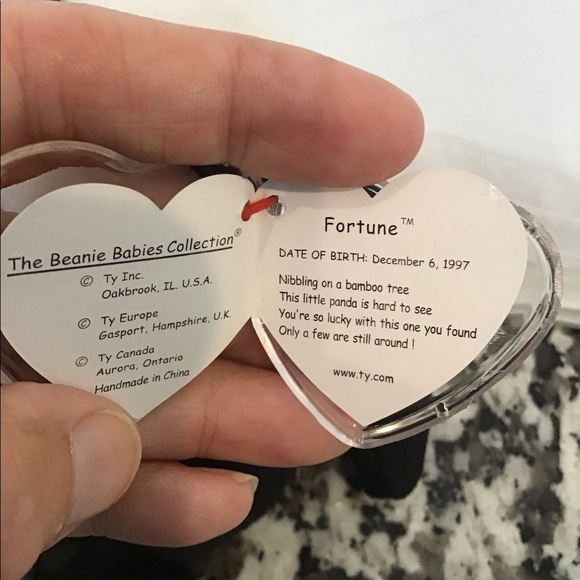 The Beanie Babies Collection®
© Ty Inc.
Oakbrook, IL. U.S.A.
© Ty Europe
Gasport, Hampshire, U.K
© Ty Canada
Aurora, Ontario
Handmade in China
Fortune™
DATE OF BIRTH: December 6, 1997
Nibbling on a bamboo tree
This little panda is hard to see
You're so lucky with this one you found
Only a few are still around !
www.ty.com